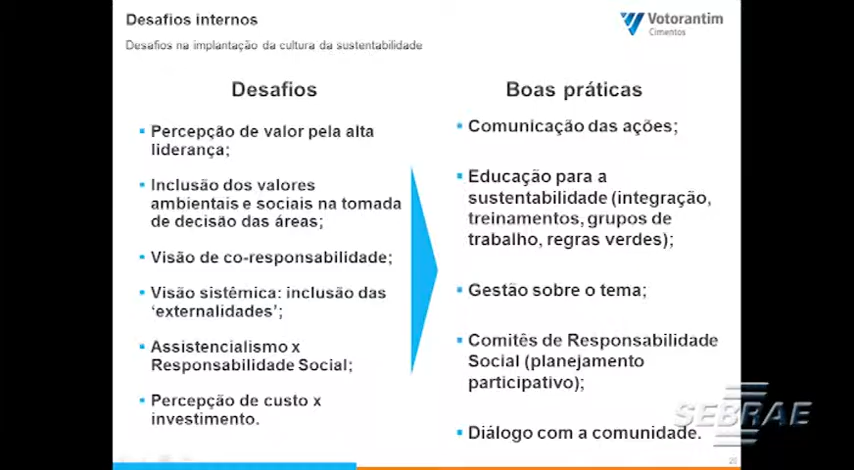 Desafios internos
Votorantim
Cimentos
Desafios na implantação da cultura da sustentabilidade
Desafios
Percepção de valor pela alta
liderança;
Inclusão dos valores
ambientais e sociais na tomada
de decisão das áreas;
Visão de co-responsabilidade;
Visão sistêmica: inclusão das
‘externalidades’;
Assistencialismo x
Responsabilidade Social;
Percepção de custo x
investimento.
Boas práticas
Comunicação das ações;
Educação para a
sustentabilidade (integração,
treinamentos, grupos de
trabalho, regras verdes);
Gestão sobre o tema;
Comitês de Responsabilidade
Social (planejamento
participativo);
Diálogo com a comunidade.
SEBRAE